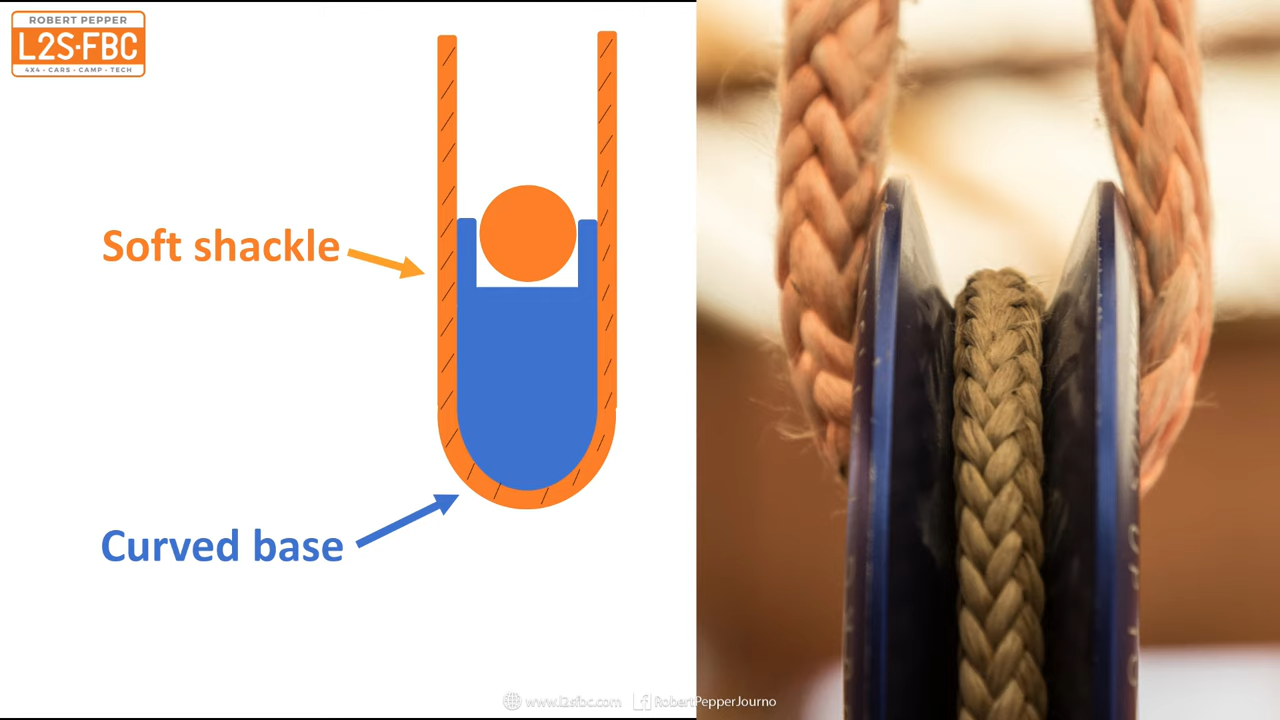 ROBERT PEPPER
L2S·FBC
4X4 - CARS - CAMP - TECH
Soft shackle
Curved base
www.l2sfbc.com RobertPepperJourno